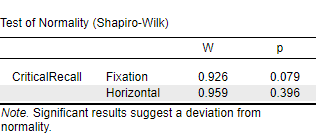 Test of Normality (Shapiro-Wilk)
W p
CriticalRecall Fixation 0.926 0.079
Horizontal 0.959 0.396
Note. Significant results suggest a deviation from
normality.